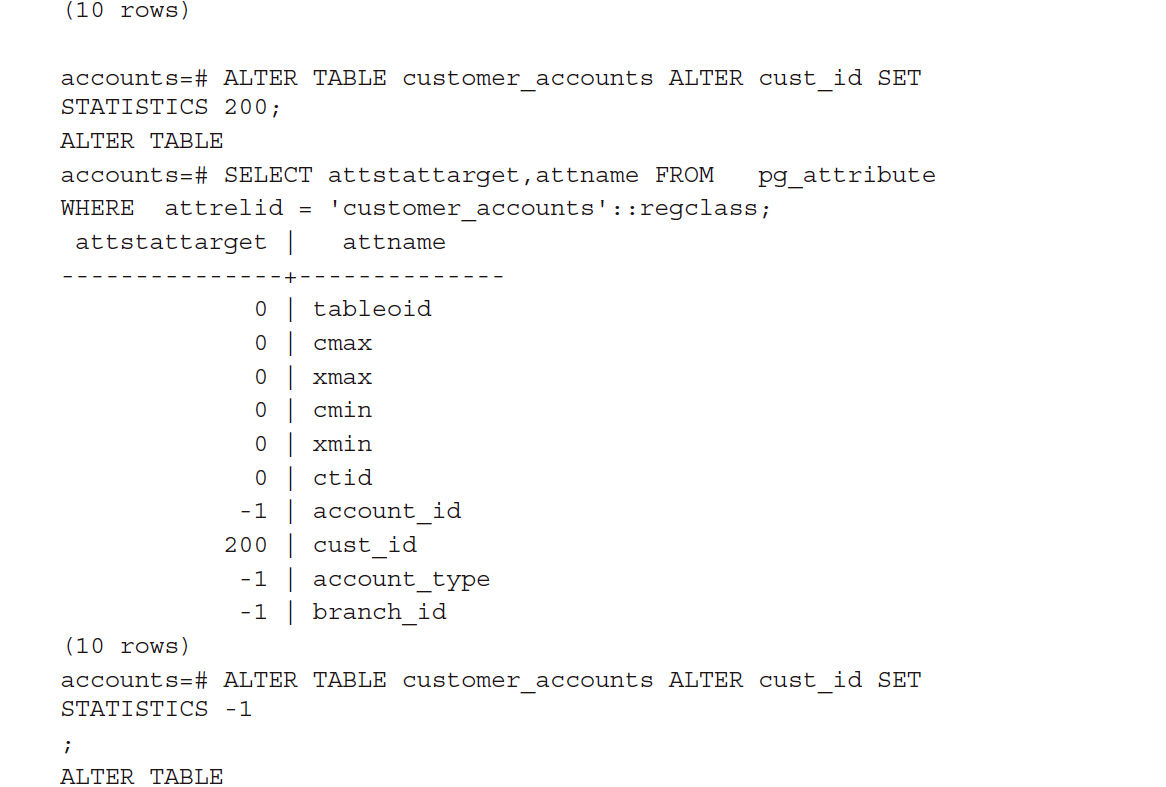 (10 rows)
accounts=# ALTER TABLE customer_accounts ALTER cust_id SET
STATISTICS 200;
ALTER TABLE
accounts=# SELECT attstattarget,attname FROM   pg_attribute
WHERE  attrelid = 'customer_accounts'::regclass;
 attstattarget |   attname
---------------+--------------
             0 | tableoid
             0 | cmax
             0 | xmax
             0 | cmin
             0 | xmin
             0 | ctid
            -1 | account_id
           200 | cust_id
            -1 | account_type
            -1 | branch_id
(10 rows)
accounts=# ALTER TABLE customer_accounts ALTER cust_id SET
STATISTICS -1
;
ALTER TABLE